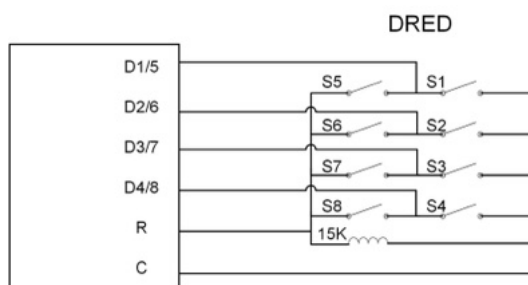 DRED
D1/5 S5 S1
D2/6 S6 S2
D3/7 S7 S3
D4/8 S8 S4
R 15K
C